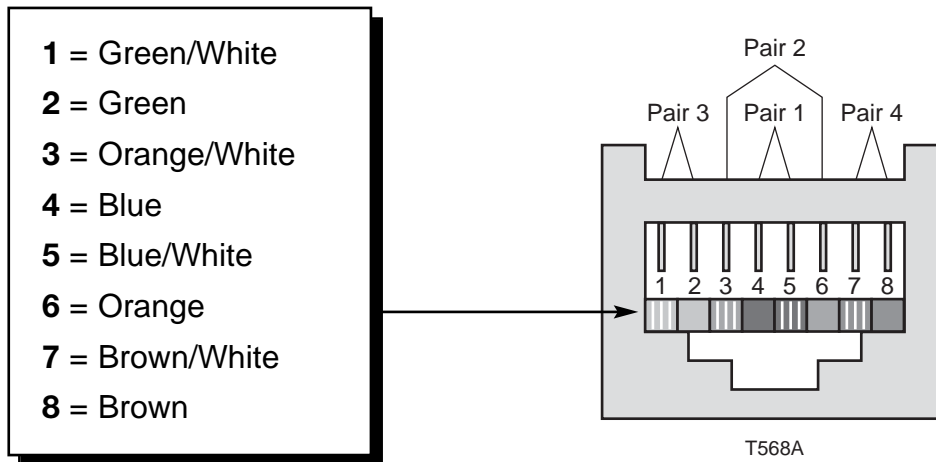 1 = Green/White
2 = Green
3 = Orange/White
4 = Blue
5 = Blue/White
6 = Orange
7 = Brown/White
8 = Brown
Pair 2
Pair 3 Pair 1 Pair 4
1 2 3 4 5 6 7 8
T568A